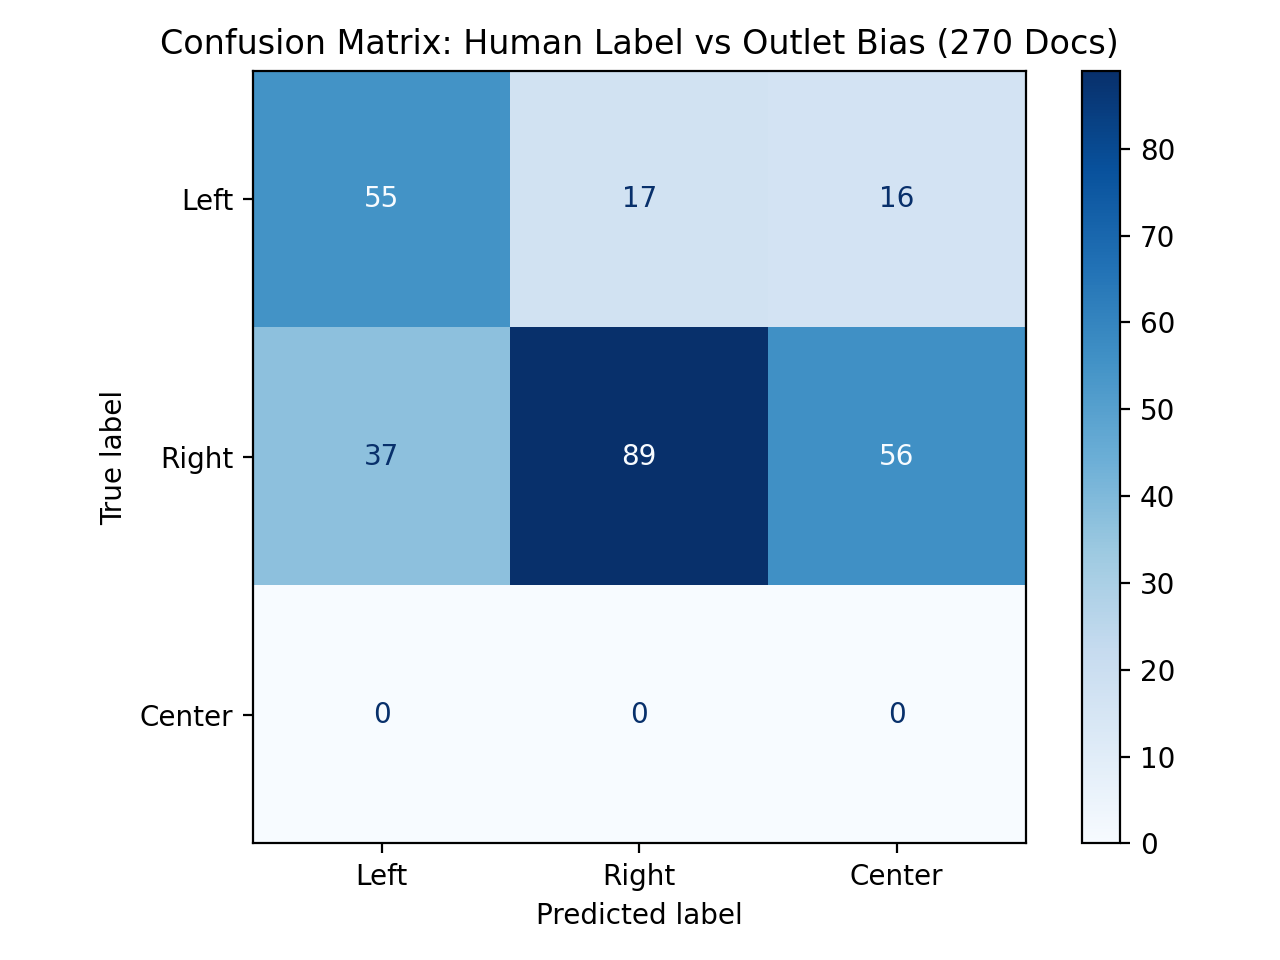 Confusion Matrix: Human Label vs Outlet Bias (270 Docs)
Left 55 17 16
Right 37 89 56
Center 0 0 0
Left Right Center
Predicted label
True label
80
70
60
50
40
30
20
10
0